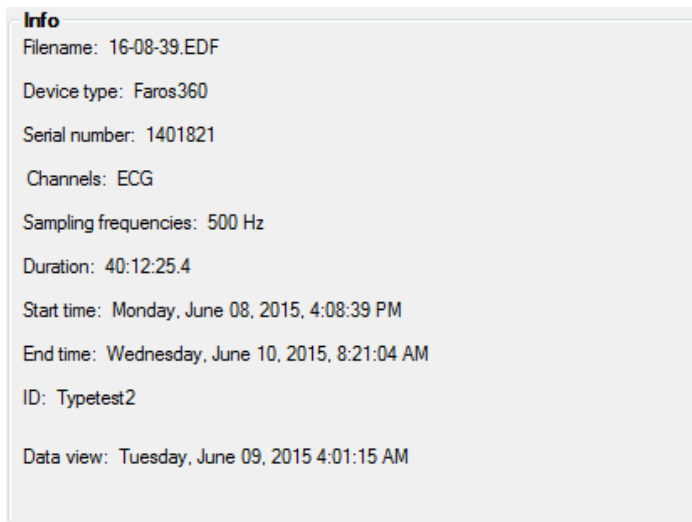 Info
Filename: 16-08-39.EDF
Device type: Faros360
Serial number: 1401821
Channels: ECG
Sampling frequencies: 500 Hz
Duration: 40:12:25.4
Start time: Monday, June 08, 2015, 4:08:39 PM
End time: Wednesday, June 10, 2015, 8:21:04 AM
ID: Typetest2
Data view: Tuesday, June 09, 2015 4:01:15 AM